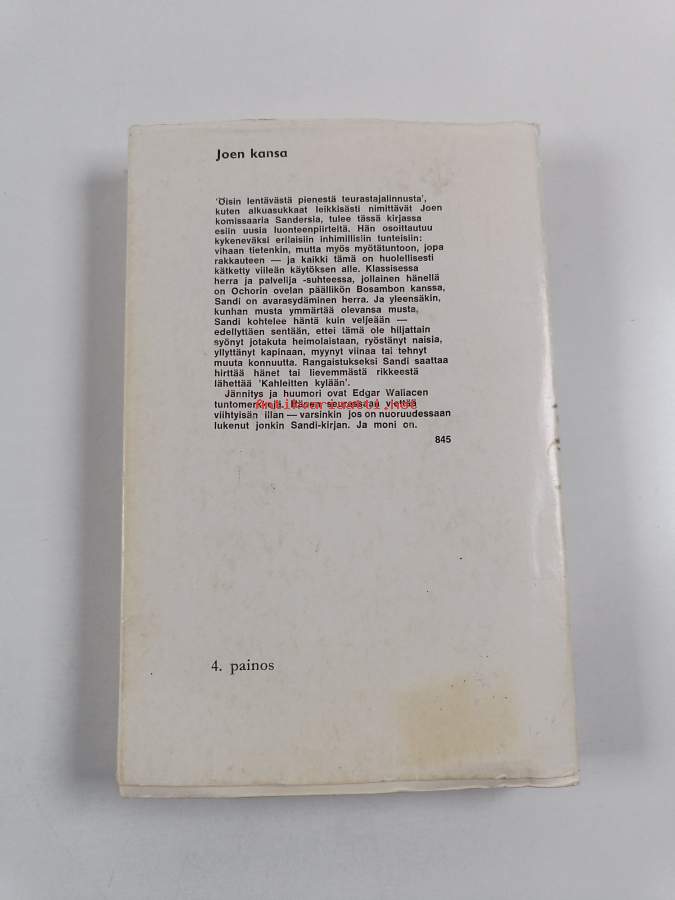 Joen kansa
'Öisin lentävästä pienestä teurastajalinnusta',
kuten alkuasukkaat leikkisästi nimittävät Joen
komissaaria Sandersia, tulee tässä kirjassa
esiin uusia luonteenpiirteitä. Hän osoittautuu
kykeneväksi erilaisiin inhimillisiin tunteisiin:
vihaan tietenkin, mutta myös myötätuntoon, jopa
rakkauteen — ja kaikki tämä on huolellisesti
kätketty viileän käytöksen alle. Klassisessa
herra ja palvelija -suhteessa, jollainen hänellä
on Ochorin ovelan päällikön Bosambon kanssa,
Sandi on avarasydäminen herra. Ja yleensäkin,
kunhan musta ymmärtää olevansa musta,
Sandi kohtelee häntä kuin veljeään —
edellyttäen sentään, ettei tämä ole hiljattain
syönyt jotakuta heimolaistaan, ryöstänyt naisia,
yllyttänyt kapinaan, myynyt viinaa tai tehnyt
muuta konnuutta. Rangaistukseksi Sandi saattaa
hirttää hänet tai lievemmästä rikkeestä
lähettää 'Kahleitten kylään'.
Jännitys ja huumori ovat Edgar Wallacen
Hänen seurassaan viettää
Antikvariaatti.net
viihtyisän illan — varsinkin jos on nuoruudessaan
lukenut jonkin Sandi-kirjan. Ja moni on.
845
4. painos